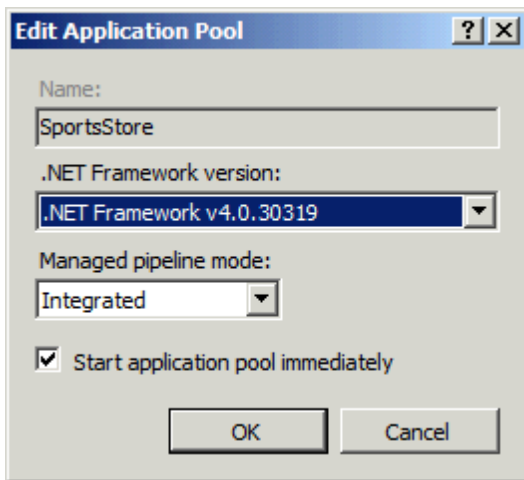 Edit Application Pool
Name:
SportsStore
.NET Framework version:
.NET Framework v4.0.30319
Managed pipeline mode:
Integrated
Start application pool immediately
OK Cancel